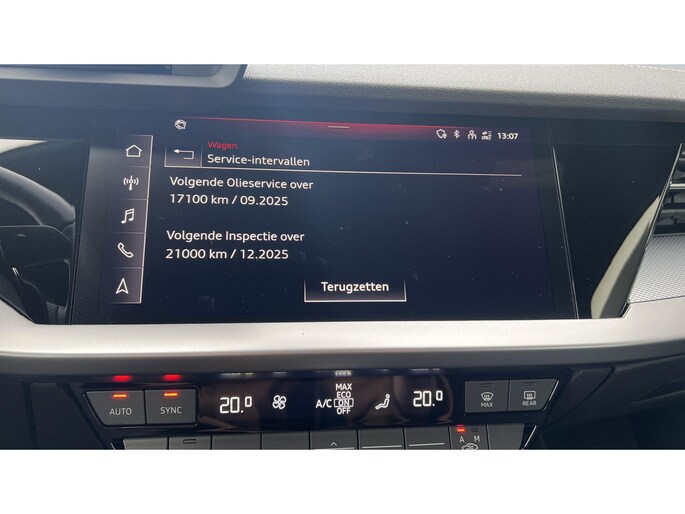 13:07
Wagen
Service-intervallen
Volgende Olieservice over
17100 km / 09.2025
Volgende Inspectie over
21000 km / 12.2025
Terugzetten
AUTO
SYNC
20.0
A/C
MAX
ECO
ON
OFF
20.0
MAX
REAR
A
M